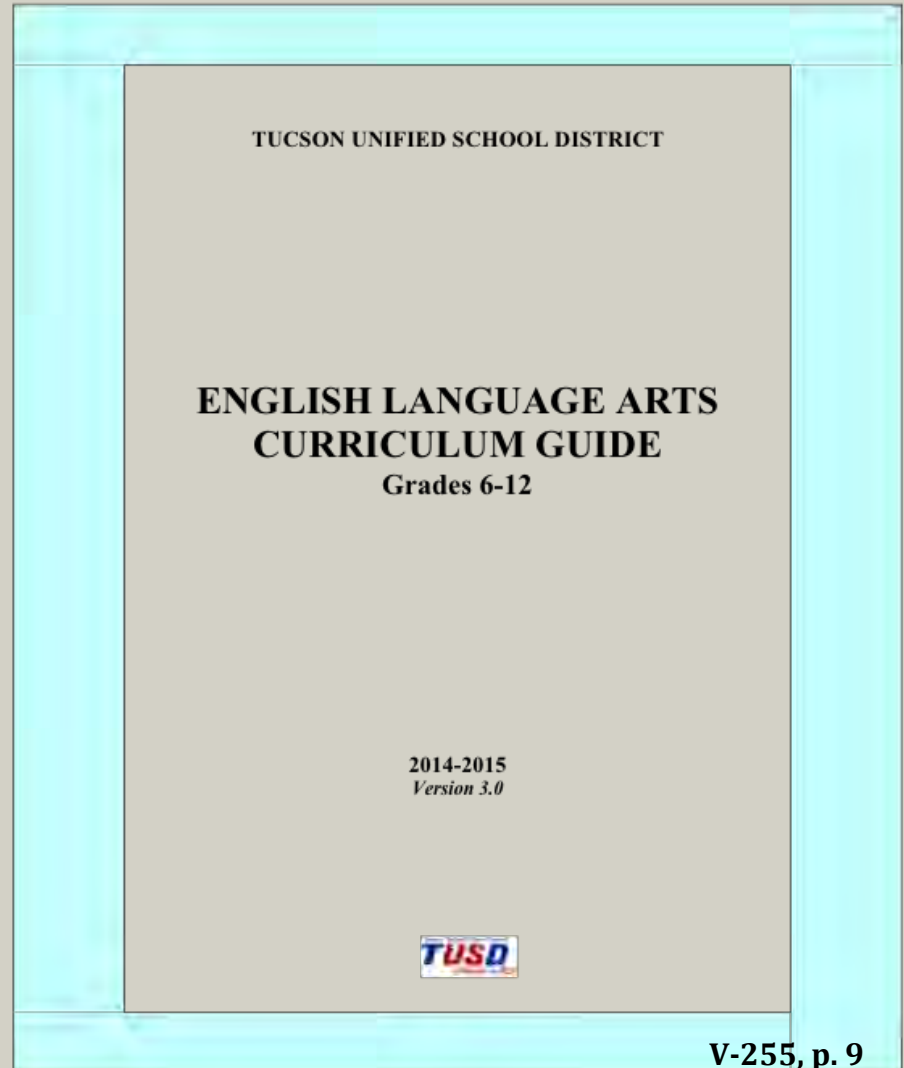 TUCSON UNIFIED SCHOOL DISTRICT
ENGLISH LANGUAGE ARTS
CURRICULUM GUIDE
Grades 6-12
2014-2015
Version 3.0
TUSD
V-255, p. 9